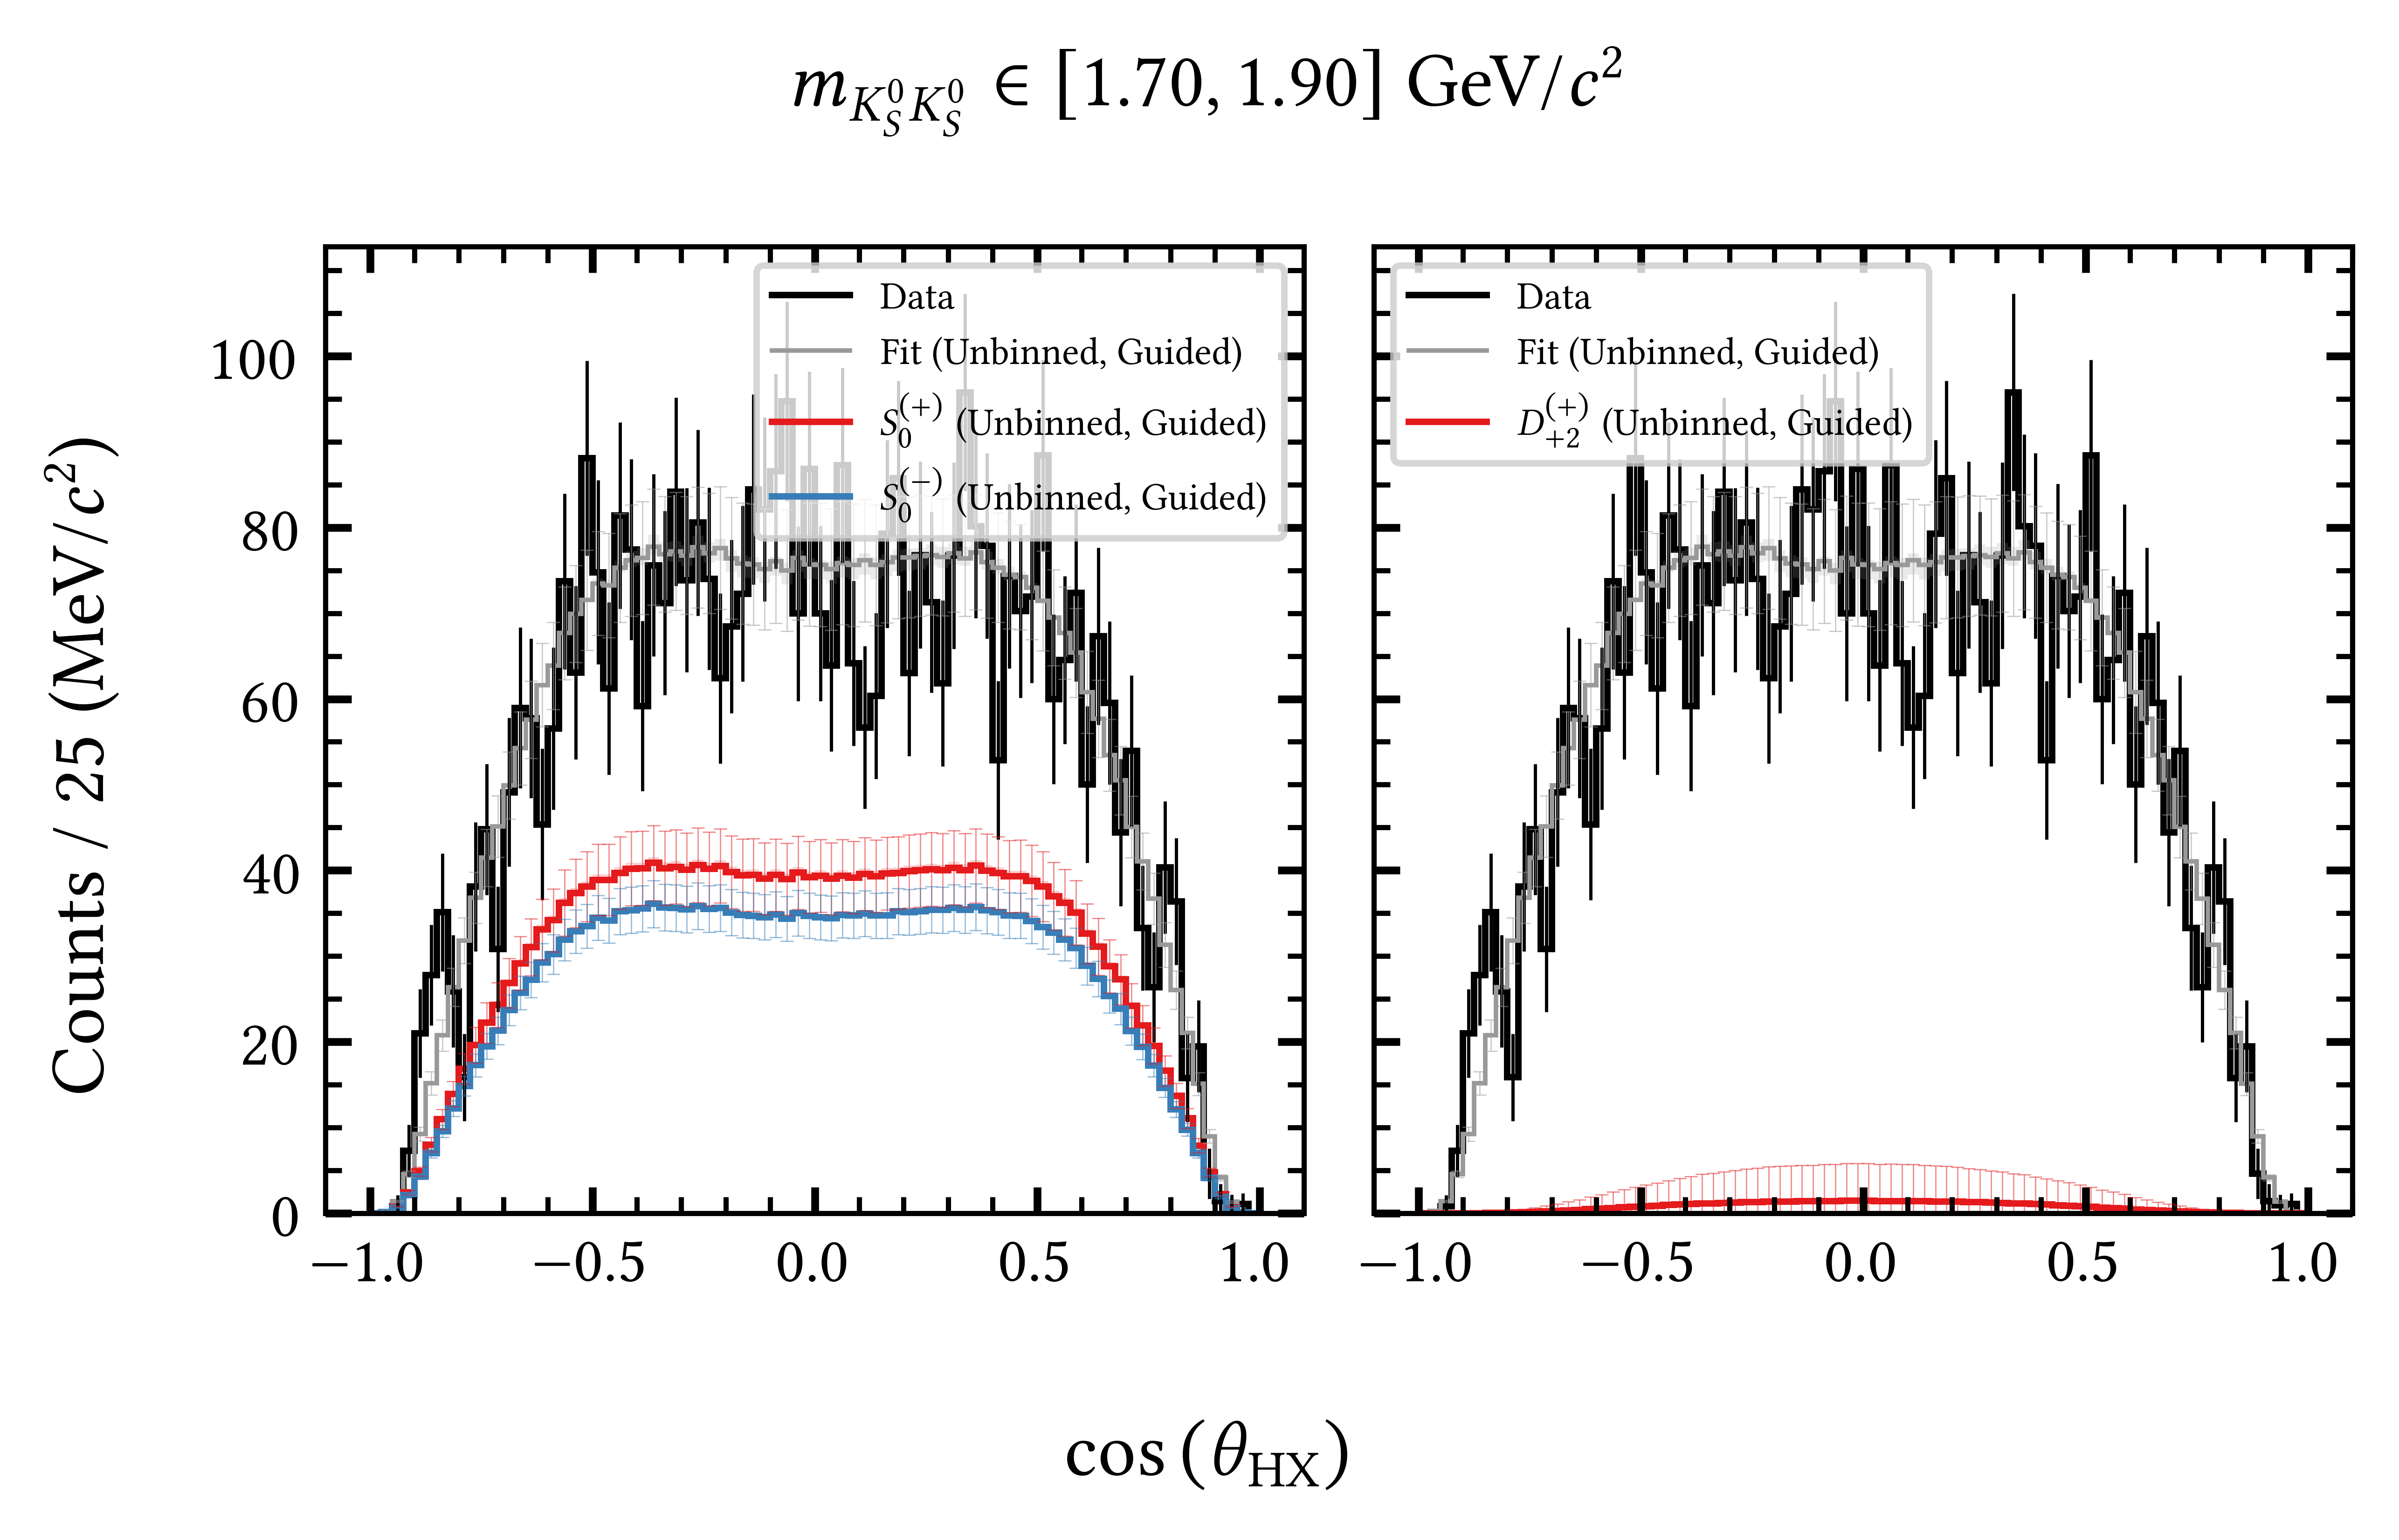 m_{K_S^0 K_S^0} ∈ [1.70, 1.90] GeV/c²
Counts / 25 (MeV/c²)
100
80
60
40
20
0
Data
Fit (Unbinned, Guided)
S_0^{(+)} (Unbinned, Guided)
S_0^{(−)} (Unbinned, Guided)
−1.0 −0.5 0.0 0.5 1.0
Data
Fit (Unbinned, Guided)
D_{+2}^{(+)} (Unbinned, Guided)
−1.0 −0.5 0.0 0.5 1.0
cos (θ_{HX})